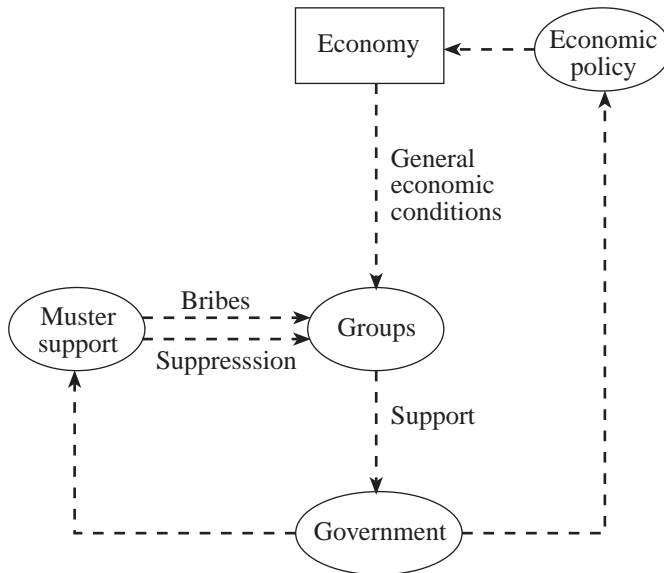 Economy
Economic
policy
General
economic
conditions
Bribes
Muster
support
Groups
Suppresssion
Support
Government